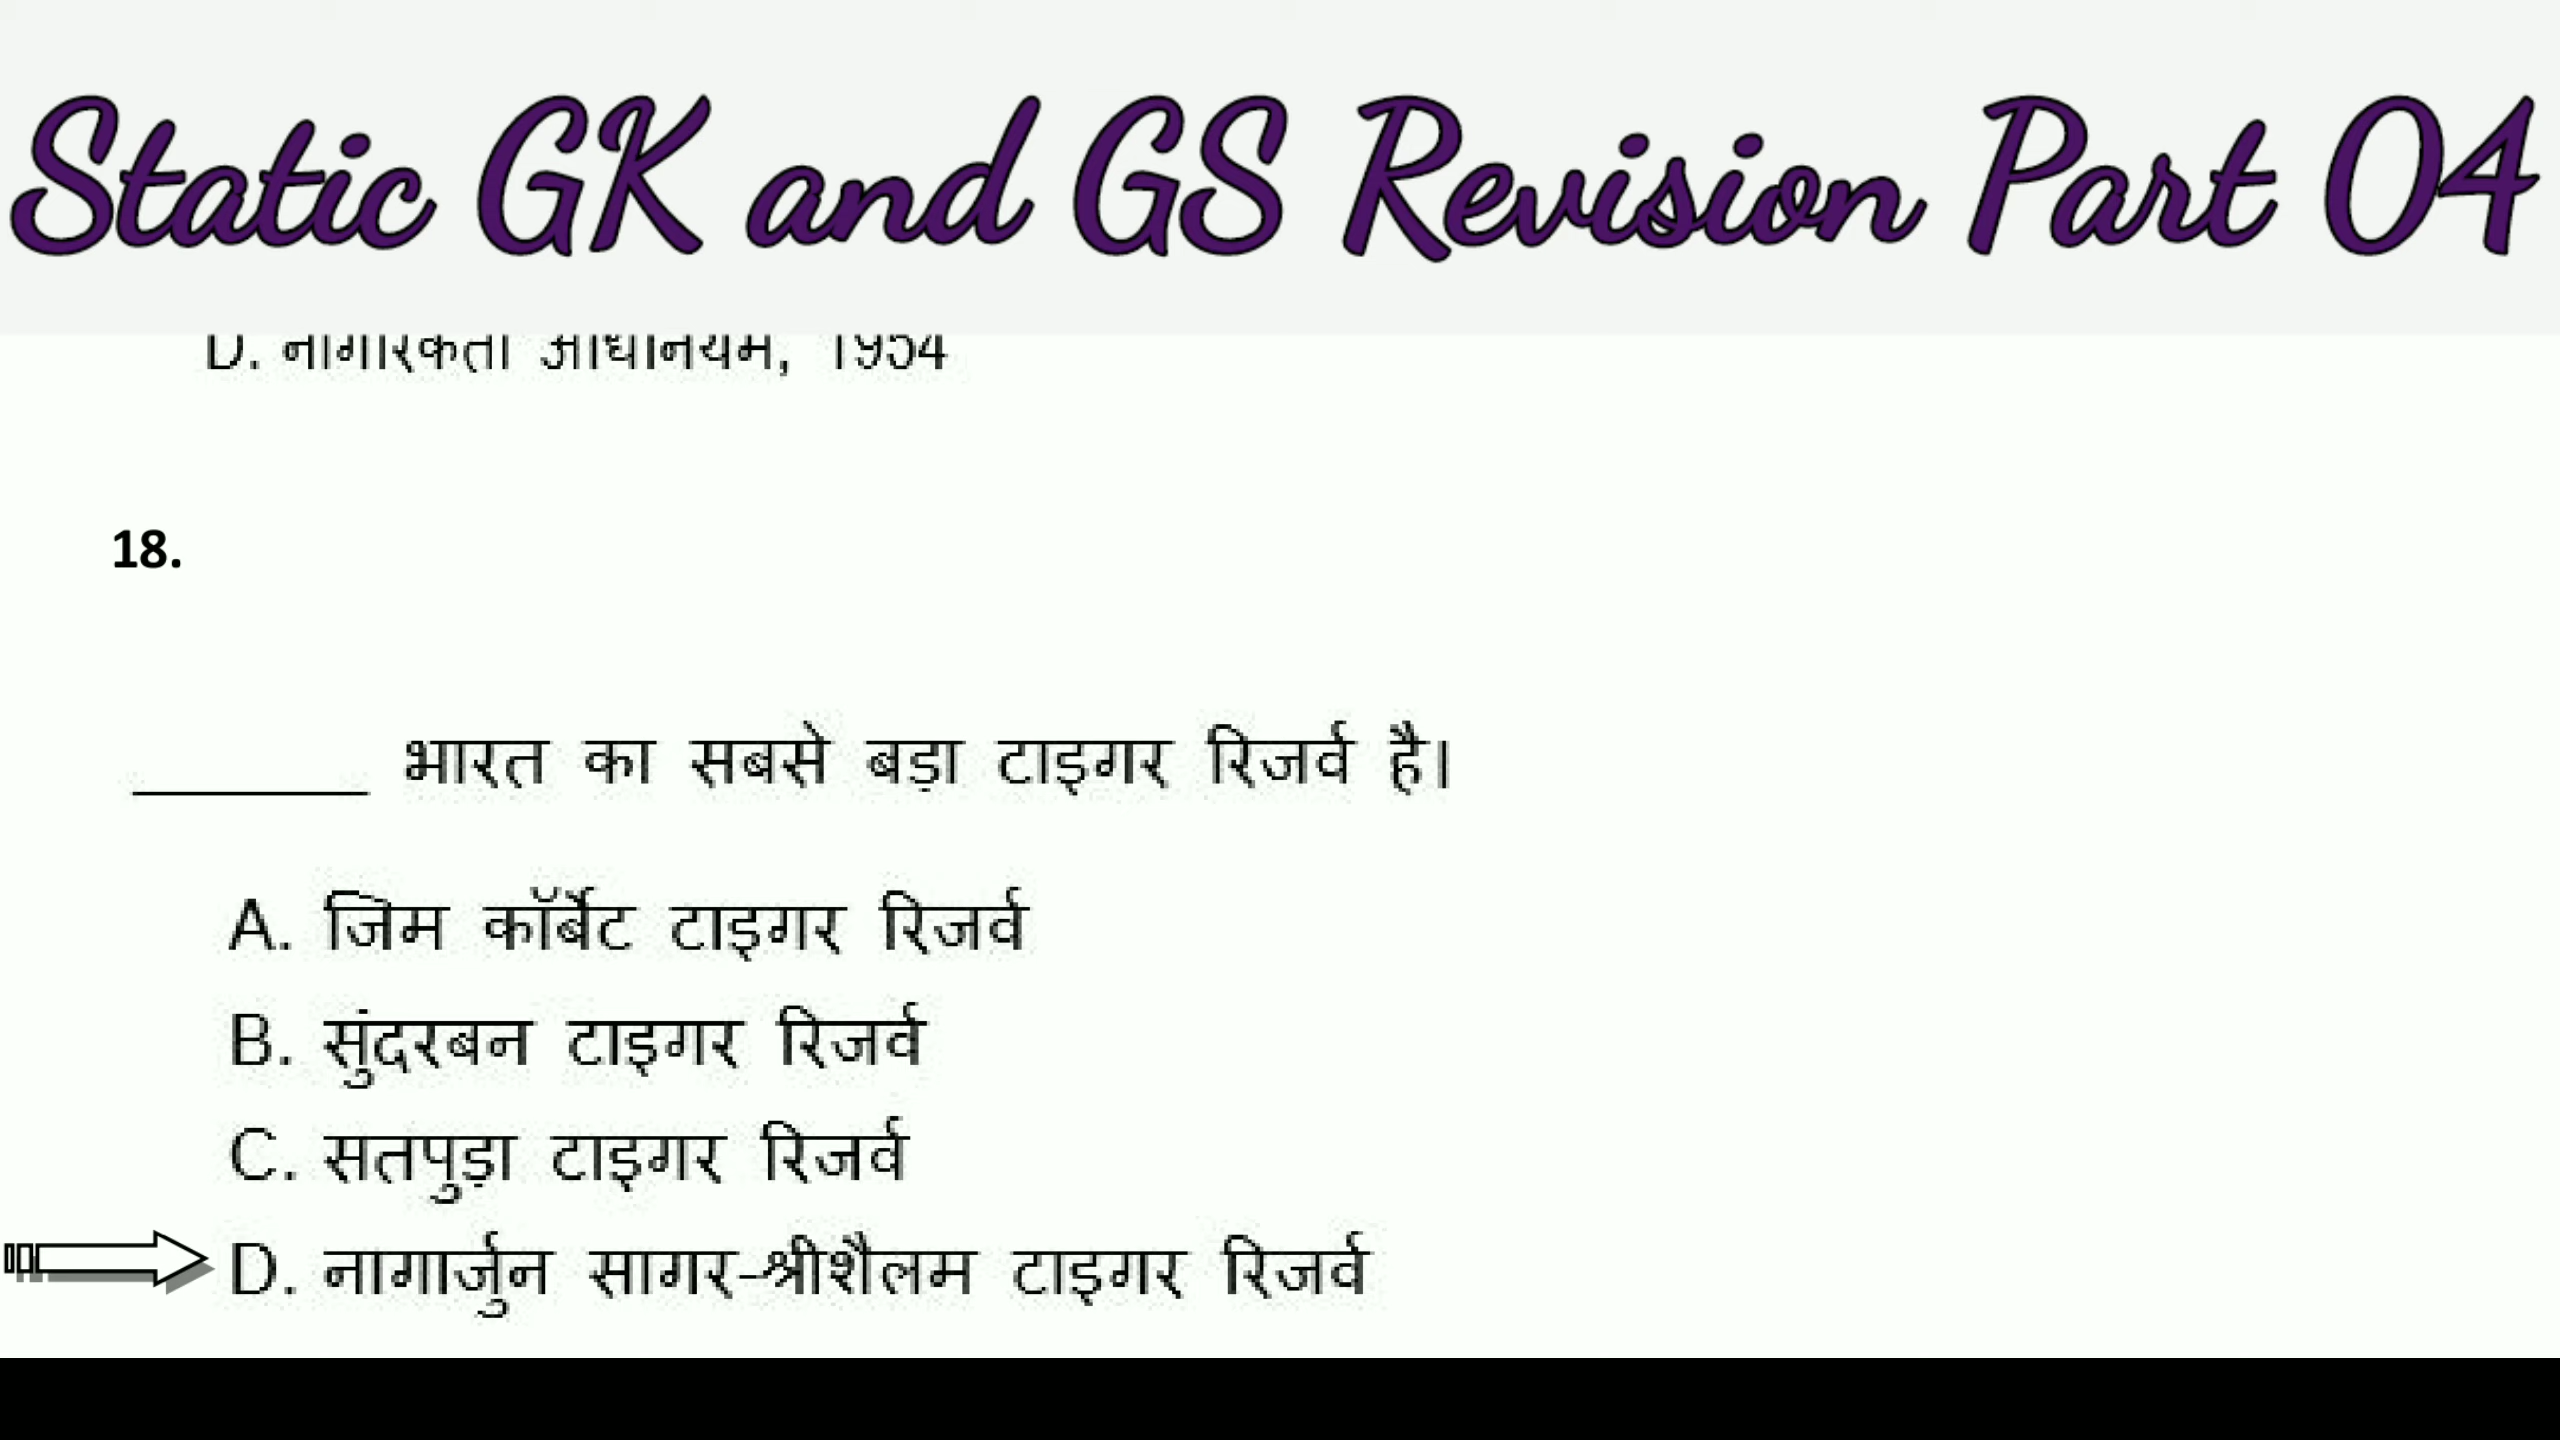 Static GK and GS Revision Part 04
D. नागरिकता अधिनियम, 1954
18.
________ भारत का सबसे बड़ा टाइगर रिजर्व है।
A. जिम कॉर्बेट टाइगर रिजर्व
B. सुंदरबन टाइगर रिजर्व
C. सतपुड़ा टाइगर रिजर्व
D. नागार्जुन सागर-श्रीशैलम टाइगर रिजर्व